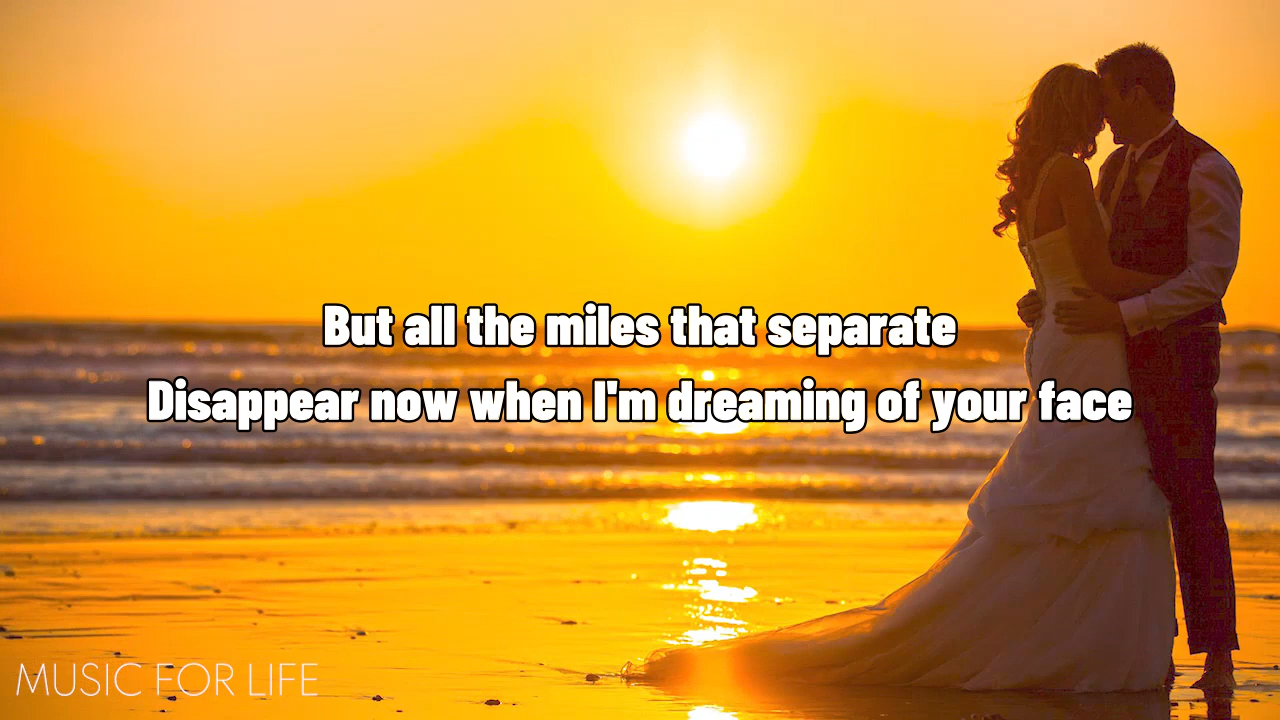 But all the miles that separate
Disappear now when I'm dreaming of your face
MUSIC FOR LIFE